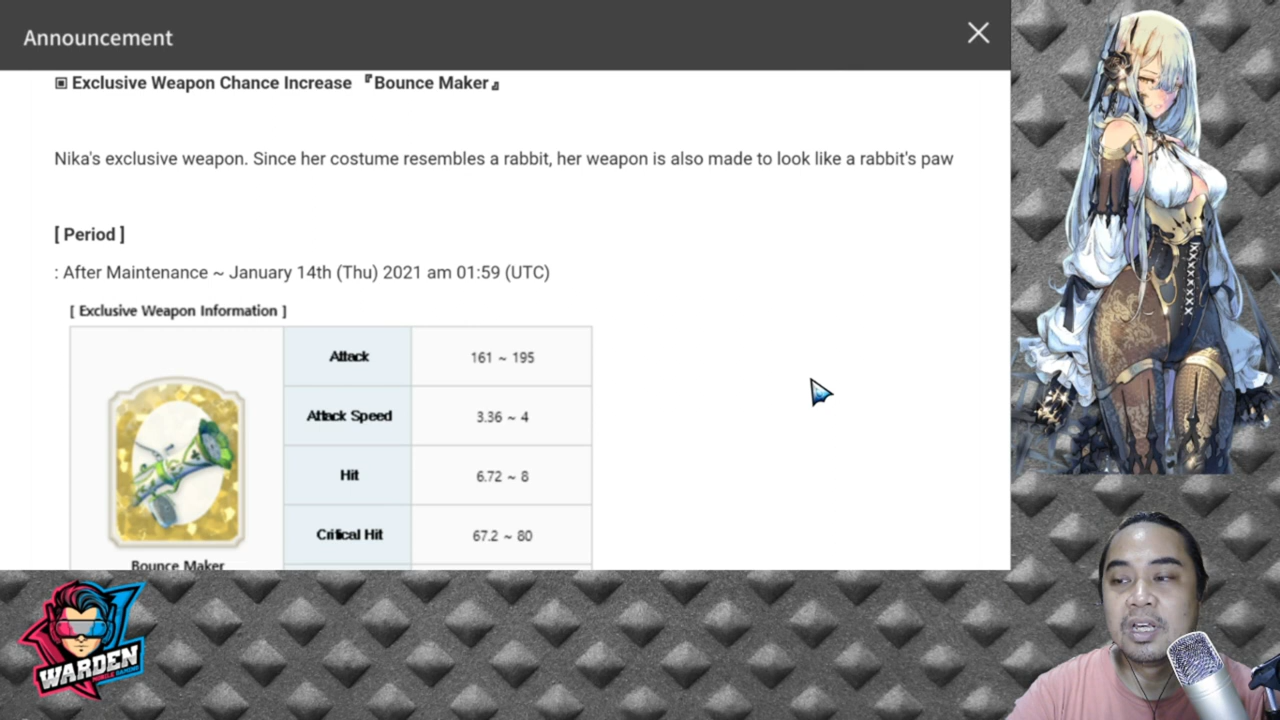 Announcement
▣ Exclusive Weapon Chance Increase 『Bounce Maker』
Nika's exclusive weapon. Since her costume resembles a rabbit, her weapon is also made to look like a rabbit's paw
[ Period ]
: After Maintenance ~ January 14th (Thu) 2021 am 01:59 (UTC)
[ Exclusive Weapon Information ]
Attack 161 ~ 195
Attack Speed 3.36 ~ 4
Hit 6.72 ~ 8
Critical Hit 67.2 ~ 80
Bounce Maker
WARDEN
MOBILE GAMING